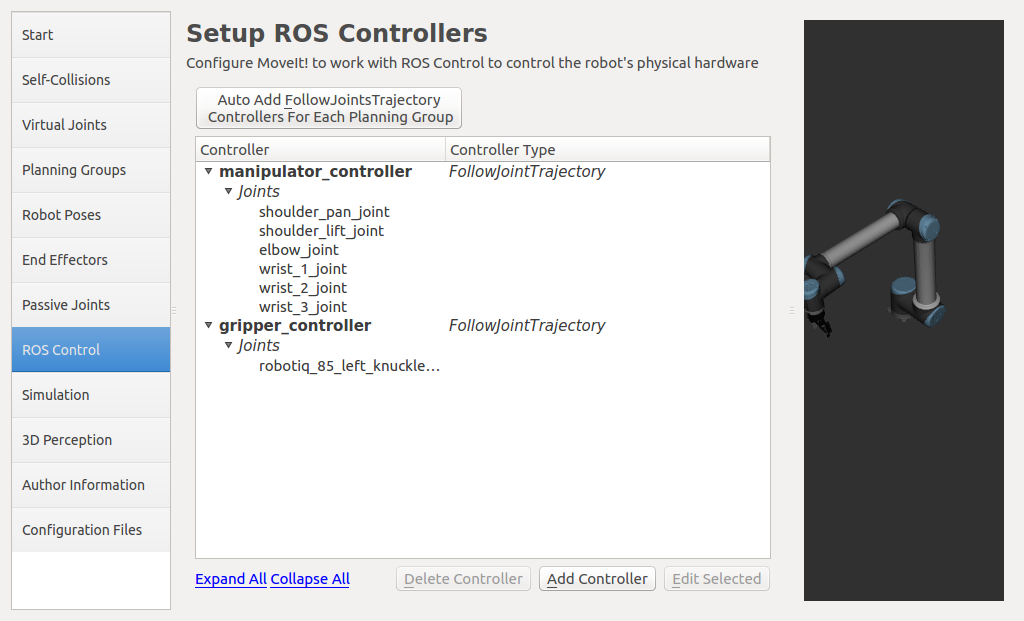 Start
Self-Collisions
Virtual Joints
Planning Groups
Robot Poses
End Effectors
Passive Joints
ROS Control
Simulation
3D Perception
Author Information
Configuration Files
Setup ROS Controllers
Configure MoveIt! to work with ROS Control to control the robot's physical hardware
Auto Add FollowJointsTrajectory
Controllers For Each Planning Group
Controller Controller Type
manipulator_controller FollowJointTrajectory
Joints
shoulder_pan_joint
shoulder_lift_joint
elbow_joint
wrist_1_joint
wrist_2_joint
wrist_3_joint
gripper_controller FollowJointTrajectory
Joints
robotiq_85_left_knuckle...
Expand All Collapse All Delete Controller Add Controller Edit Selected